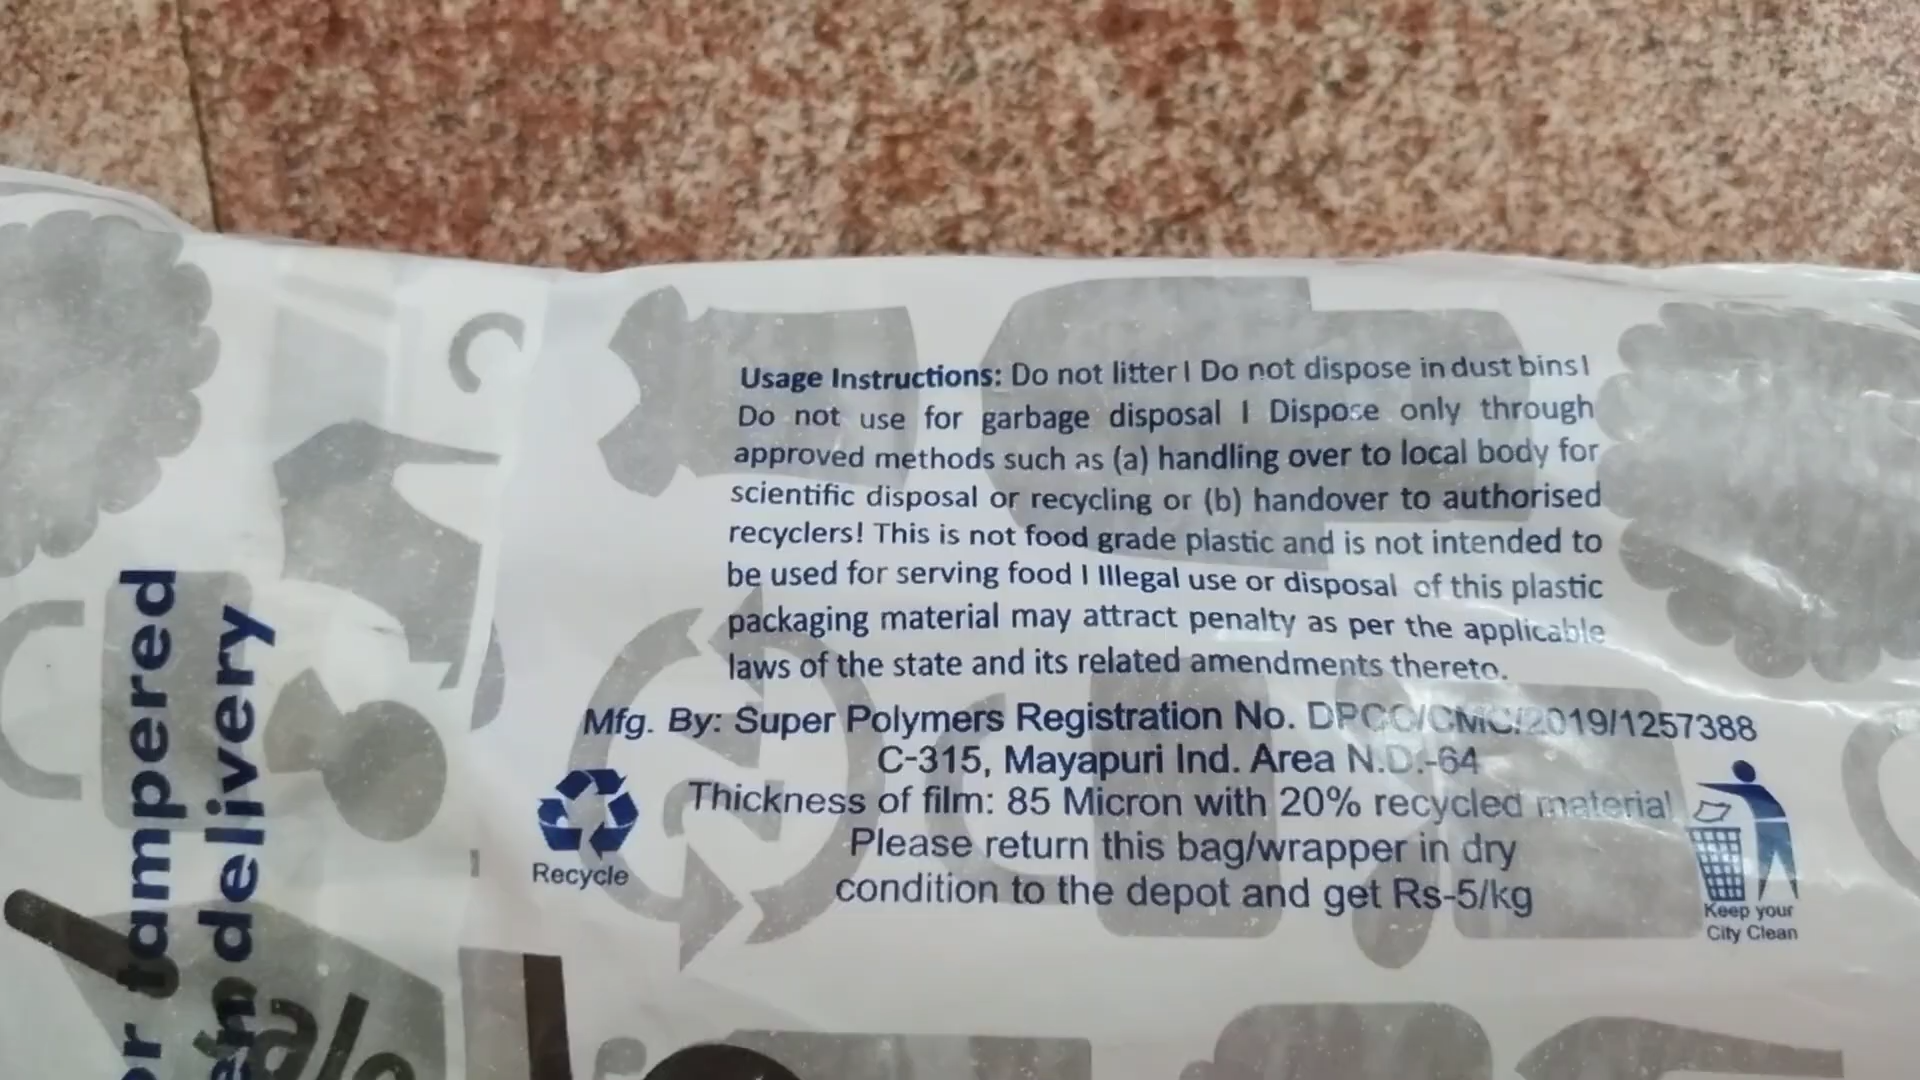 Usage Instructions: Do not litter I Do not dispose in dust bins I
Do not use for garbage disposal I Dispose only through
approved methods such as (a) handling over to local body for
scientific disposal or recycling or (b) handover to authorised
recyclers! This is not food grade plastic and is not intended to
be used for serving food I Illegal use or disposal of this plastic
packaging material may attract penalty as per the applicable
laws of the state and its related amendments thereto.
Mfg. By: Super Polymers Registration No. DPCC/CMC/2019/1257388
C-315, Mayapuri Ind. Area N.D.-64
Thickness of film: 85 Micron with 20% recycled material
Please return this bag/wrapper in dry
condition to the depot and get Rs-5/kg
Recycle
Keep your
City Clean
tampered
delivery
%